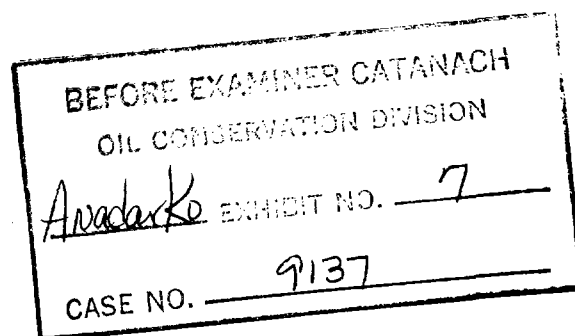 BEFORE EXAMINER CATANACH
OIL CONSERVATION DIVISION
Anadarko EXHIBIT NO. 7
CASE NO. 9137